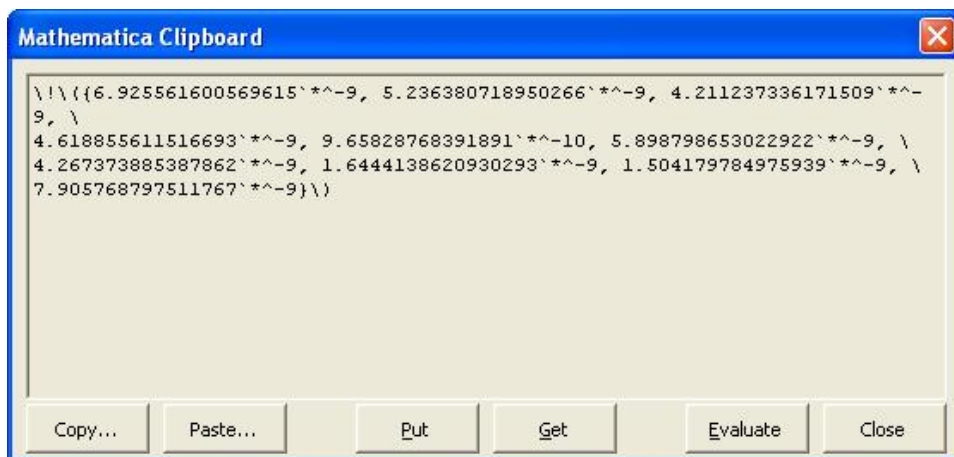 Mathematica Clipboard
\!\({6.925561600569615`*^-9, 5.236380718950266`*^-9, 4.211237336171509`*^-
9, \
4.618855611516693`*^-9, 9.65828768391891`*^-10, 5.898798653022922`*^-9, \
4.267373885387862`*^-9, 1.6444138620930293`*^-9, 1.504179784975939`*^-9, \
7.905768797511767`*^-9}\)
Copy... Paste... Put Get Evaluate Close